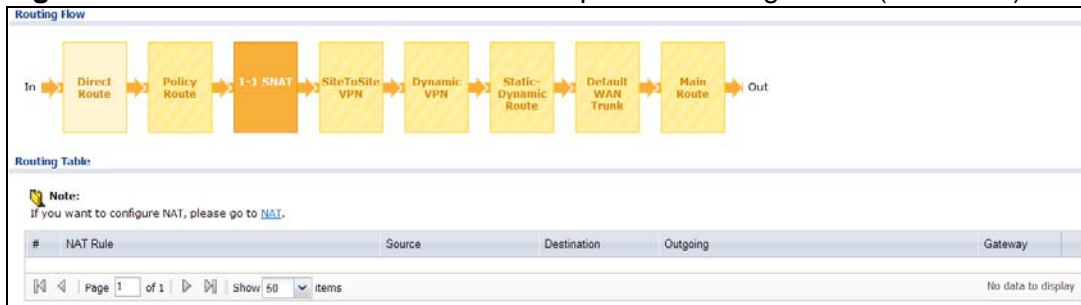 Routing Flow
In
Direct
Route
Policy
Route
1-1 SNAT
SiteToSite
VPN
Dynamic
VPN
Static-
Dynamic
Route
Default
WAN
Trunk
Main
Route
Out
Routing Table
Note:
If you want to configure NAT, please go to NAT.
# NAT Rule Source Destination Outgoing Gateway
Page 1 of 1 Show 50 items No data to display